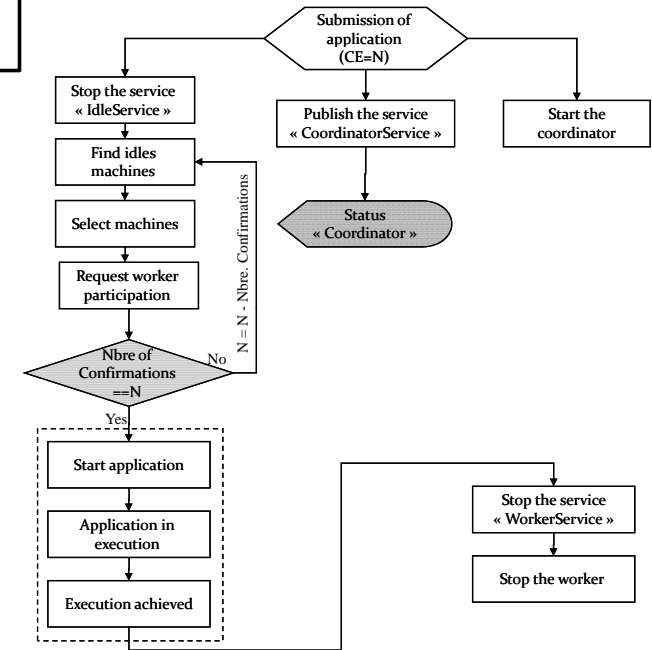 Submission of
application
(CE=N)
Stop the service
« IdleService »
Publish the service
« CoordinatorService »
Start the
coordinator
Find idles
machines
Select machines
Status
« Coordinator »
Request worker
participation
N = N - Nbre. Confirmations
Nbre of
Confirmations
==N
No
Yes
Start application
Application in
execution
Execution achieved
Stop the service
« WorkerService »
Stop the worker